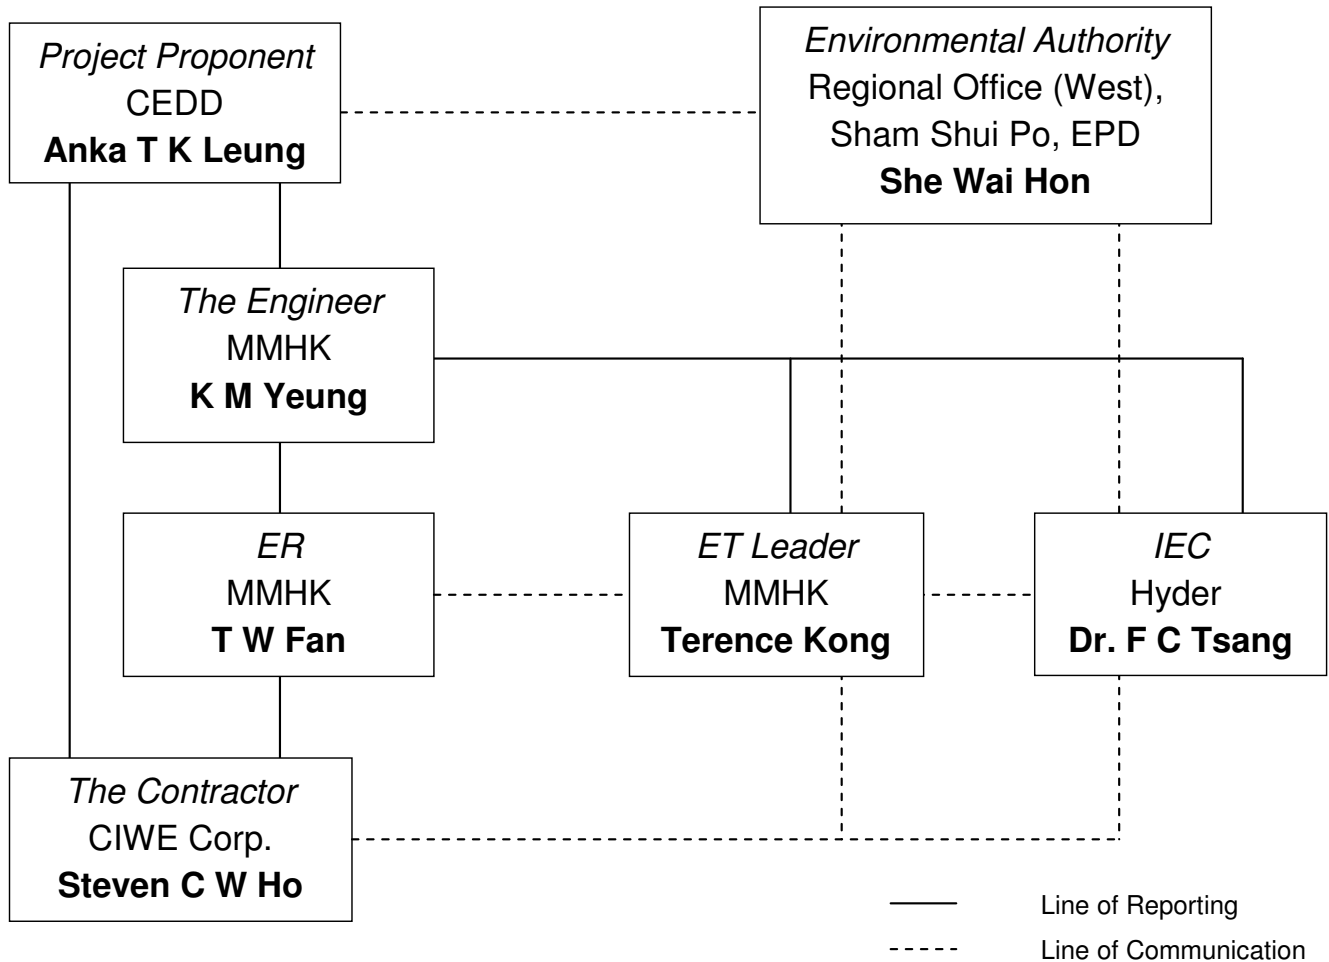 Project Proponent
CEDD
Anka T K Leung
Environmental Authority
Regional Office (West),
Sham Shui Po, EPD
She Wai Hon
The Engineer
MMHK
K M Yeung
ER
MMHK
T W Fan
ET Leader
MMHK
Terence Kong
IEC
Hyder
Dr. F C Tsang
The Contractor
CIWE Corp.
Steven C W Ho
Line of Reporting
Line of Communication